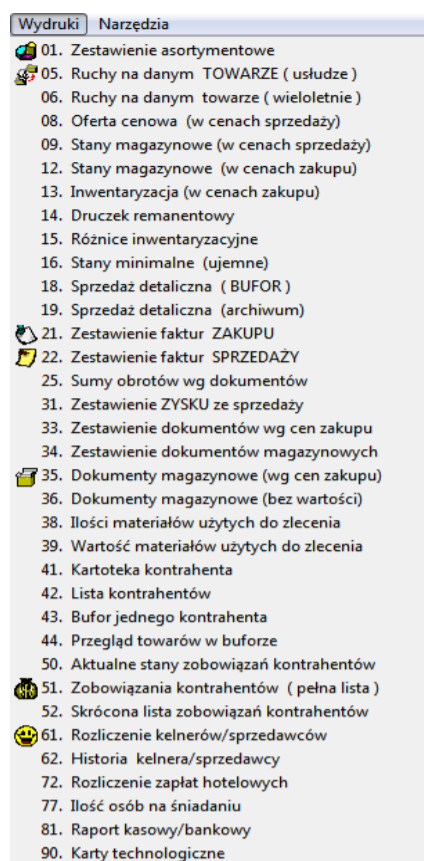 Wydruki Narzędzia
01. Zestawienie asortymentowe
05. Ruchy na danym TOWARZE ( usłudze )
06. Ruchy na danym towarze ( wieloletnie )
08. Oferta cenowa (w cenach sprzedaży)
09. Stany magazynowe (w cenach sprzedaży)
12. Stany magazynowe (w cenach zakupu)
13. Inwentaryzacja (w cenach zakupu)
14. Druczek remanentowy
15. Różnice inwentaryzacyjne
16. Stany minimalne (ujemne)
18. Sprzedaż detaliczna ( BUFOR )
19. Sprzedaż detaliczna (archiwum)
21. Zestawienie faktur ZAKUPU
22. Zestawienie faktur SPRZEDAŻY
25. Sumy obrotów wg dokumentów
31. Zestawienie ZYSKU ze sprzedaży
33. Zestawienie dokumentów wg cen zakupu
34. Zestawienie dokumentów magazynowych
35. Dokumenty magazynowe (wg cen zakupu)
36. Dokumenty magazynowe (bez wartości)
38. Ilości materiałów użytych do zlecenia
39. Wartość materiałów użytych do zlecenia
41. Kartoteka kontrahenta
42. Lista kontrahentów
43. Bufor jednego kontrahenta
44. Przegląd towarów w buforze
50. Aktualne stany zobowiązań kontrahentów
51. Zobowiązania kontrahentów ( pełna lista )
52. Skrócona lista zobowiązań kontrahentów
61. Rozliczenie kelnerów/sprzedawców
62. Historia kelnera/sprzedawcy
72. Rozliczenie zapłat hotelowych
77. Ilość osób na śniadaniu
81. Raport kasowy/bankowy
90. Karty technologiczne